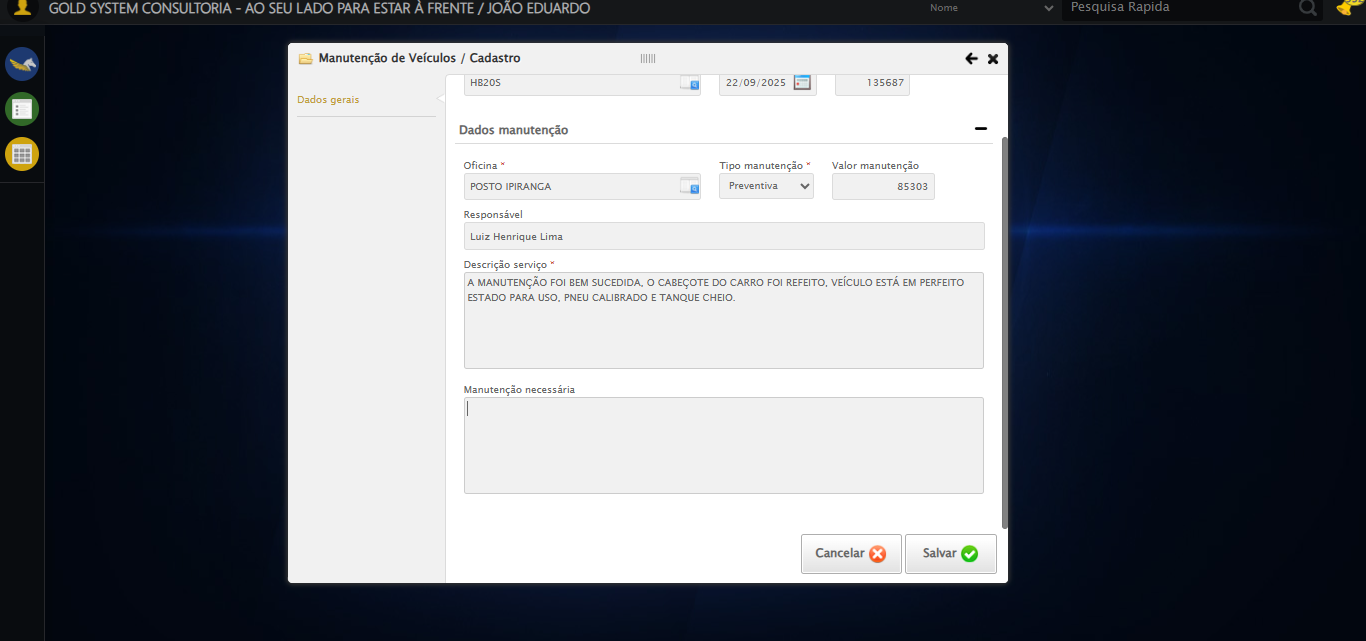 GOLD SYSTEM CONSULTORIA - AO SEU LADO PARA ESTAR À FRENTE / JOÃO EDUARDO
Nome
Pesquisa Rapida
Manutenção de Veículos / Cadastro
Dados gerais
HB20S
22/09/2025
135687
Dados manutenção
Oficina *
Tipo manutenção *
Valor manutenção
POSTO IPIRANGA
Preventiva
85303
Responsável
Luiz Henrique Lima
Descrição serviço *
A MANUTENÇÃO FOI BEM SUCEDIDA, O CABEÇOTE DO CARRO FOI REFEITO, VEÍCULO ESTÁ EM PERFEITO
ESTADO PARA USO, PNEU CALIBRADO E TANQUE CHEIO.
Manutenção necessária
Cancelar
Salvar